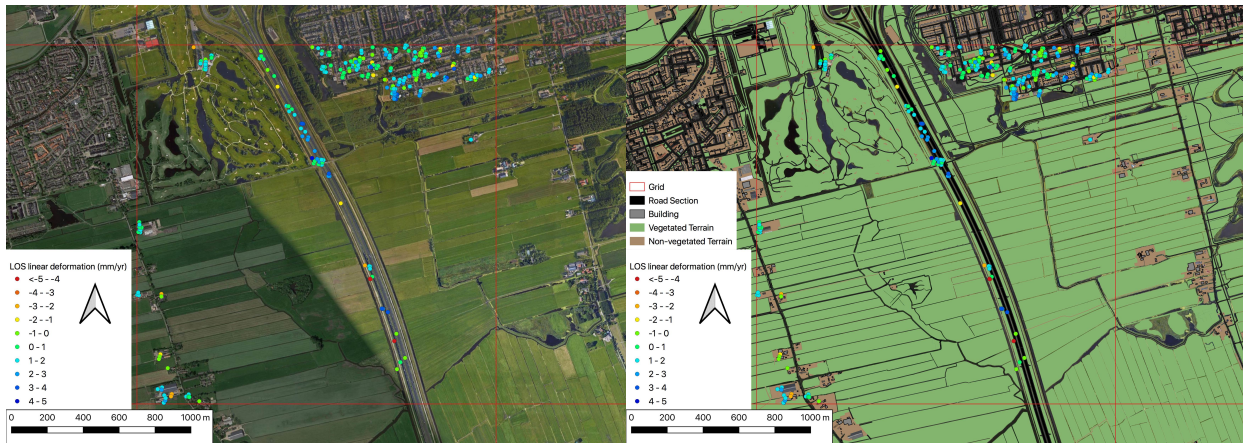 LOS linear deformation (mm/yr)
<-5 - -4
-4 - -3
-3 - -2
-2 - -1
-1 - 0
0 - 1
1 - 2
2 - 3
3 - 4
4 - 5
0 200 400 600 800 1000 m
Grid
Road Section
Building
Vegetated Terrain
Non-vegetated Terrain
LOS linear deformation (mm/yr)
<-5 - -4
-4 - -3
-3 - -2
-2 - -1
-1 - 0
0 - 1
1 - 2
2 - 3
3 - 4
4 - 5
0 200 400 600 800 1000 m